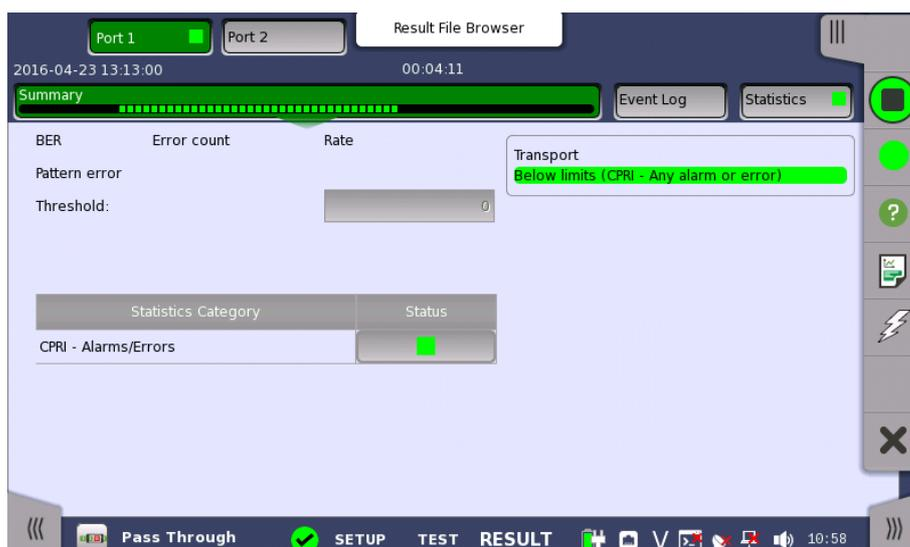 Port 1
Port 2
Result File Browser
2016-04-23 13:13:00
00:04:11
Summary
Event Log
Statistics
BER
Error count
Rate
Pattern error
Threshold:
0
Transport
Below limits (CPRI - Any alarm or error)
Statistics Category
Status
CPRI - Alarms/Errors
Pass Through
SETUP
TEST
RESULT
V
10:58